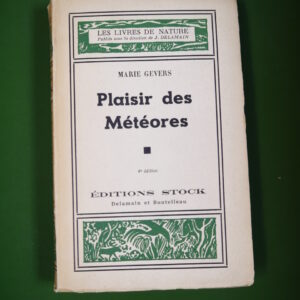 LES LIVRES DE NATURE
Publiés sous la direction de J. DELAMAIN
MARIE GEVERS
Plaisir des
Météores
ÉDITIONS STOCK
Delamain et Boutelleau